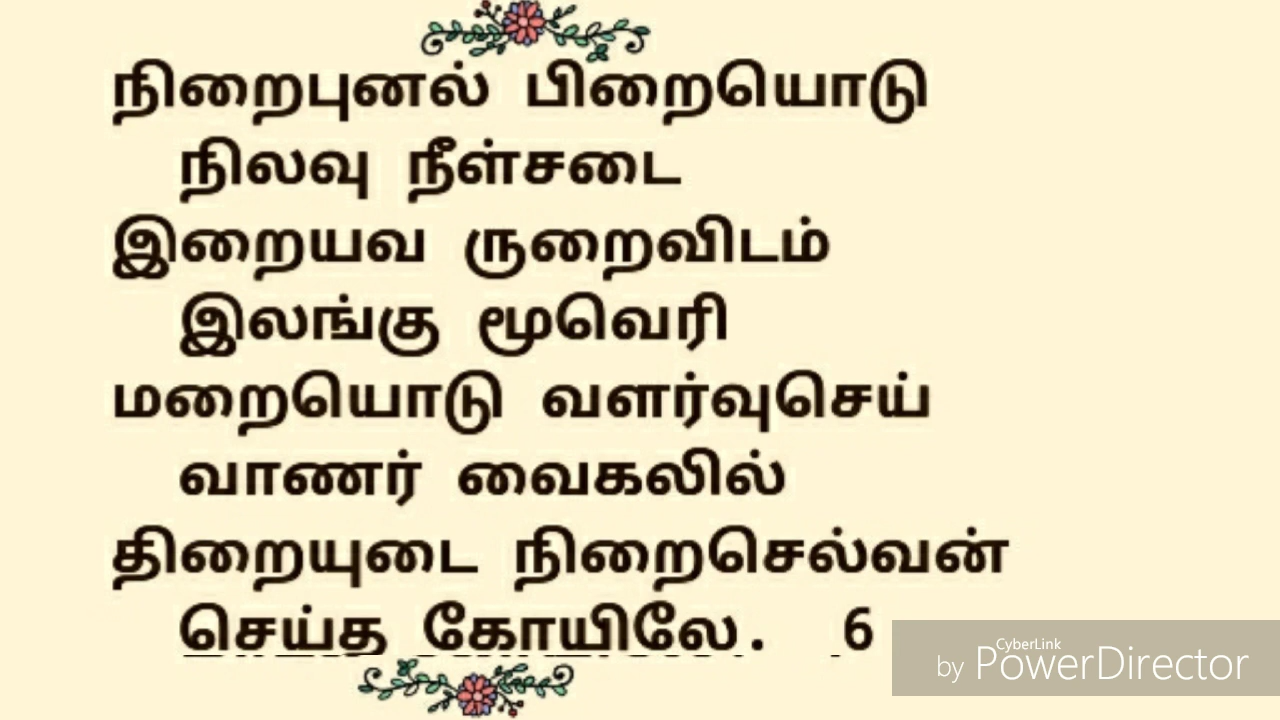 நிறைபுனல் பிறையொடு
நிலவு நீள்சடை
இறையவ ருறைவிடம்
இலங்கு மூவெரி
மறையொடு வளர்வுசெய்
வாணர் வைகலில்
திறையுடை நிறைசெல்வன்
செய்த கோயிலே. 6
by CyberLink PowerDirector